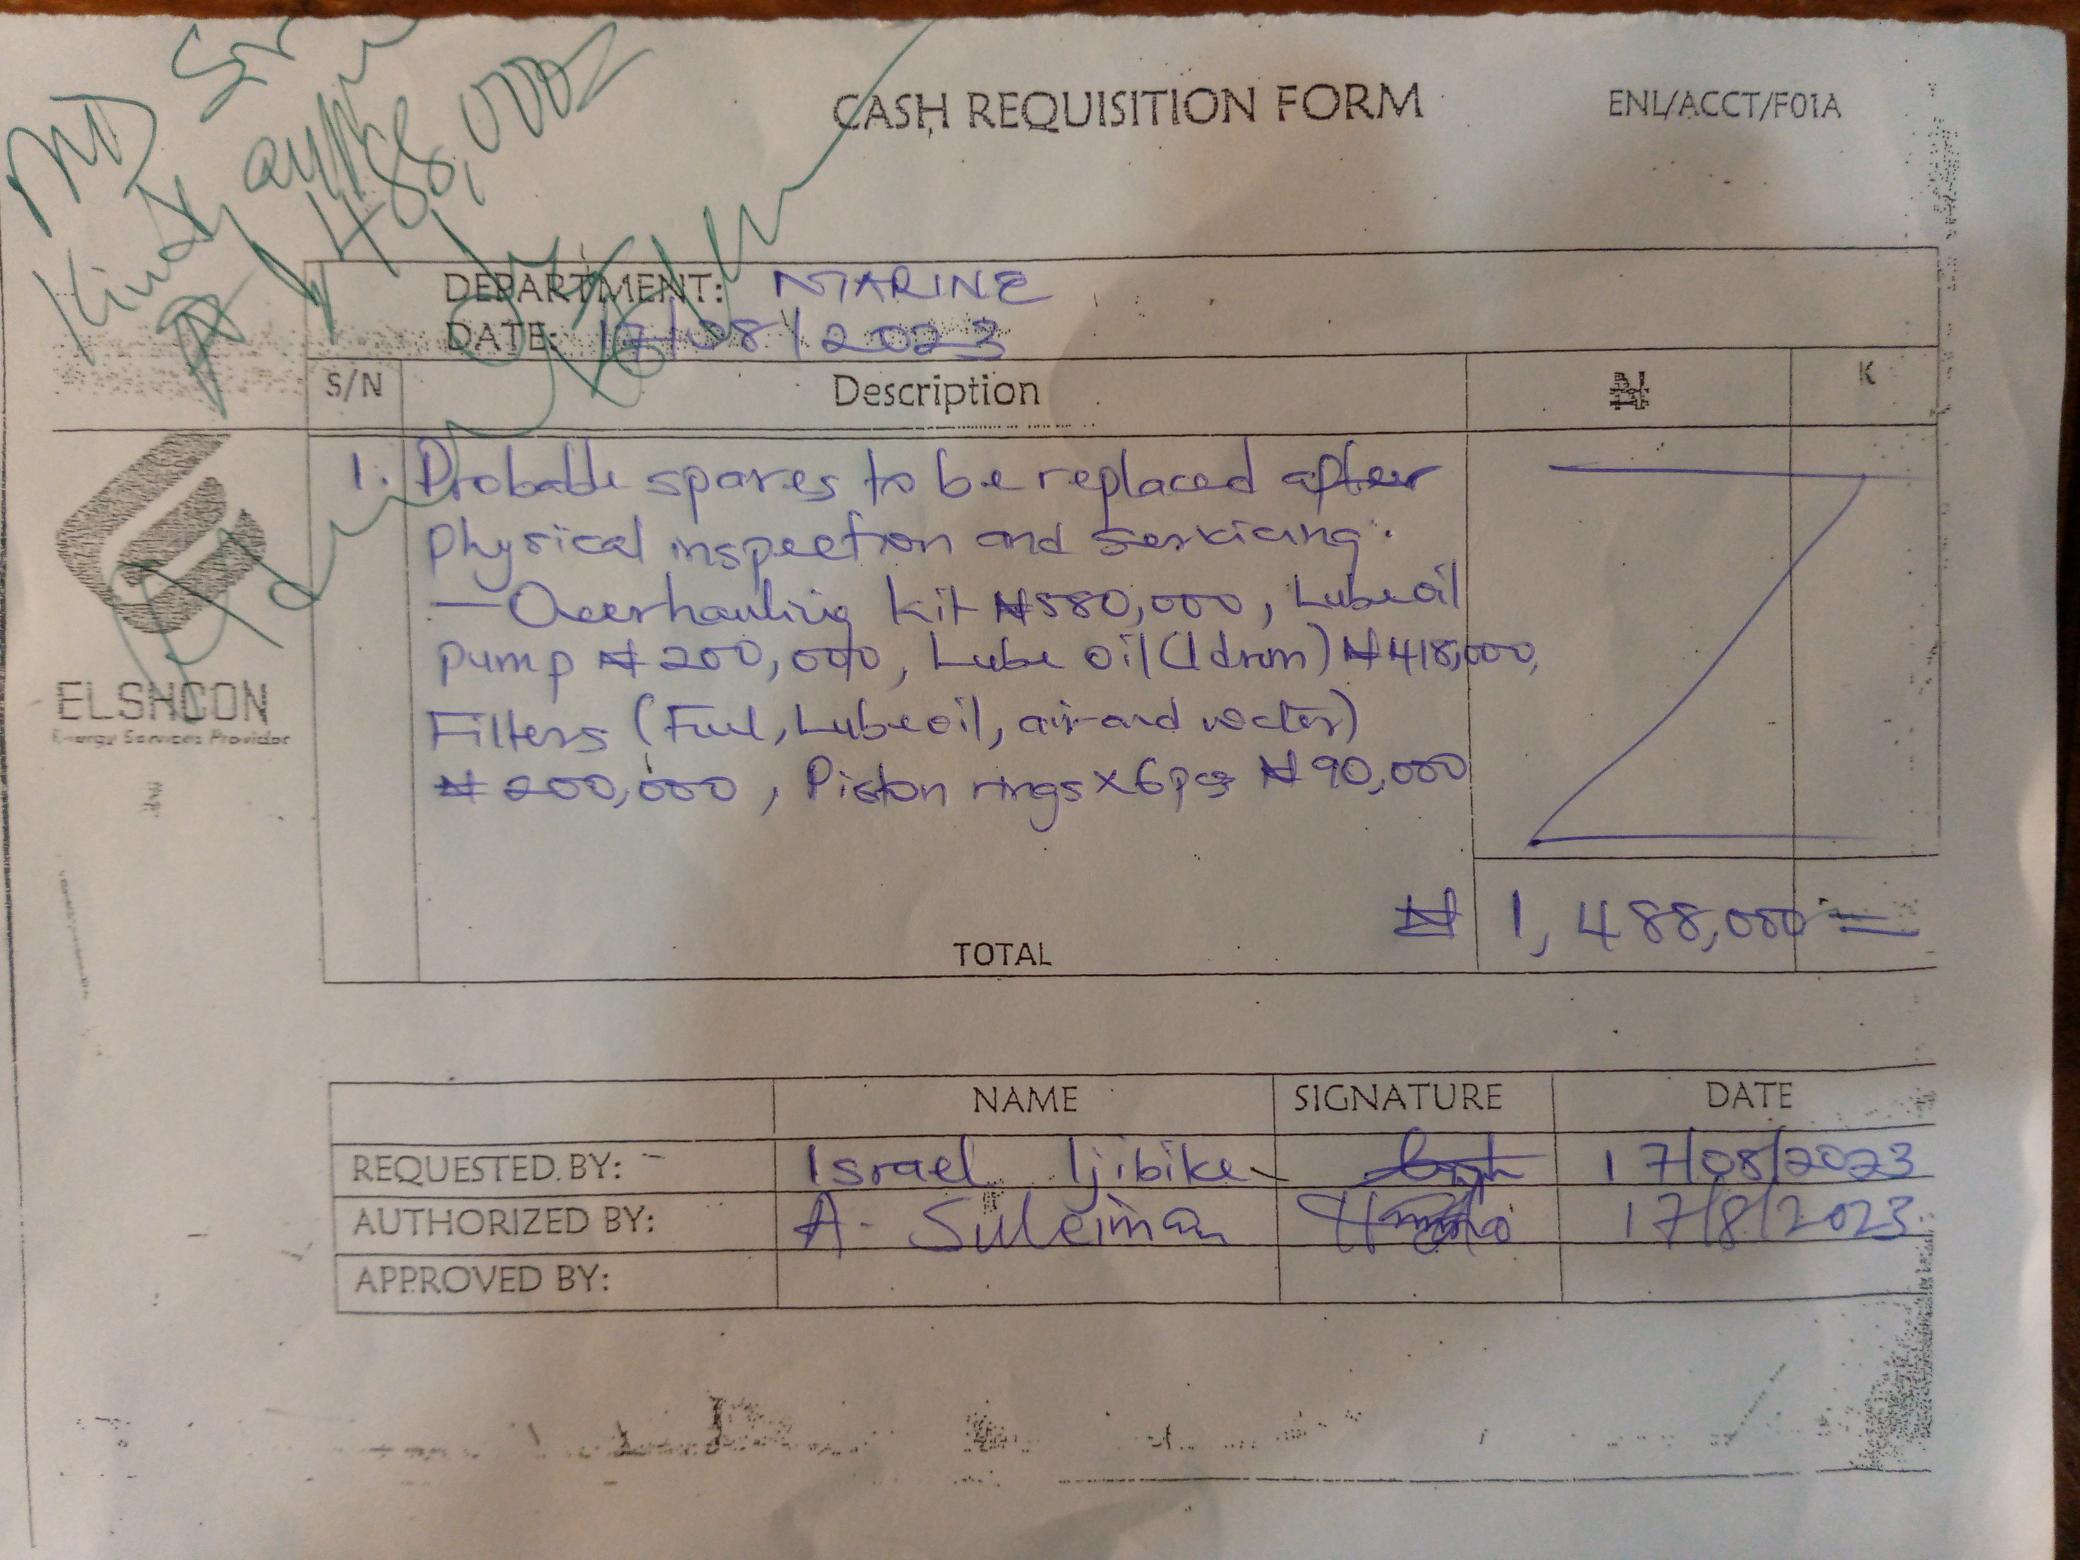 MD Sir
Kindly
₦1,488,000
CASH REQUISITION FORM
ENL/ACCT/F01A
DEPARTMENT: MARINE
DATE: 17/08/2023
S/N Description ₦ K
1. Probable spares to be replaced after
physical inspection and servicing.
— Overhauling kit ₦580,000, Lube oil
pump ₦200,000, Lube oil (1 drum) ₦418,000,
Filters (Fuel, Lube oil, air and water)
₦200,000, Piston rings x 6pcs ₦90,000
TOTAL ₦ 1,488,000 =
ELSHCON
Energy Services Provider
NAME SIGNATURE DATE
REQUESTED BY: Israel Ijibike 17/08/2023
AUTHORIZED BY: A. Suleiman 17/8/2023
APPROVED BY: